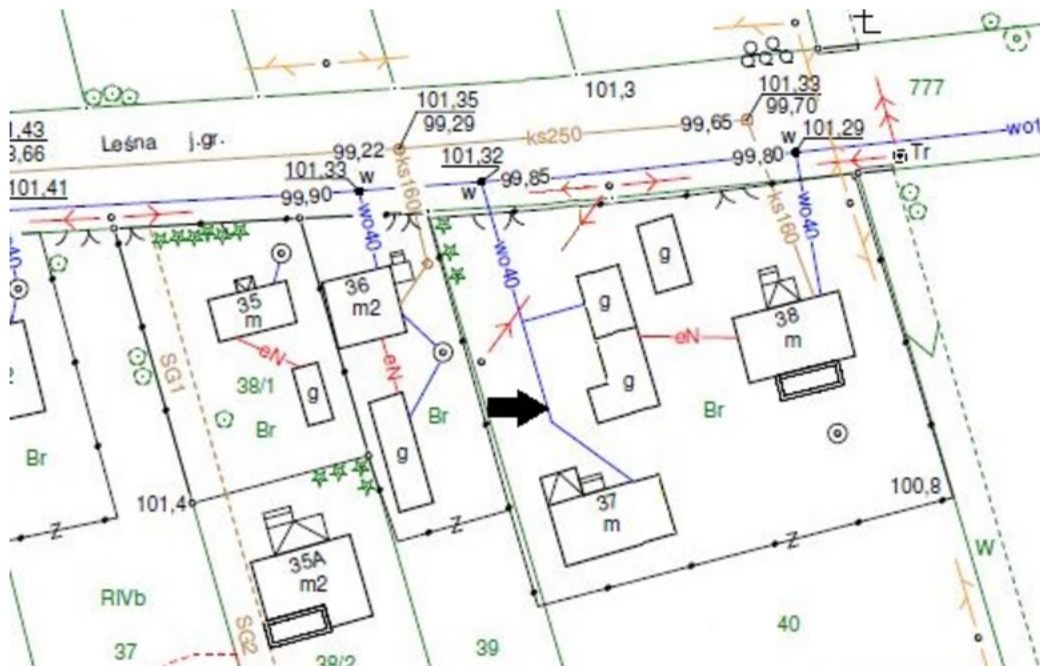 777
101,35
99,29
101,3
101,33
99,70
1,43
3,66
Leśna j.gr.
99,22
ks250
99,65
101,29
wo1
Tr
101,33
w
101,32
99,80
w
101,41
99,90
ks160
w
99,85
wo40
wo40
ks160
wo40
35
m
36
m2
g
g
38
m
SG1
eN
eN
eN
38/1
g
g
Br
Br
g
Br
Br
101,4
Z
Z
37
m
100,8
Z
W
35A
m2
RIVb
37
SG2
38/2
39
40